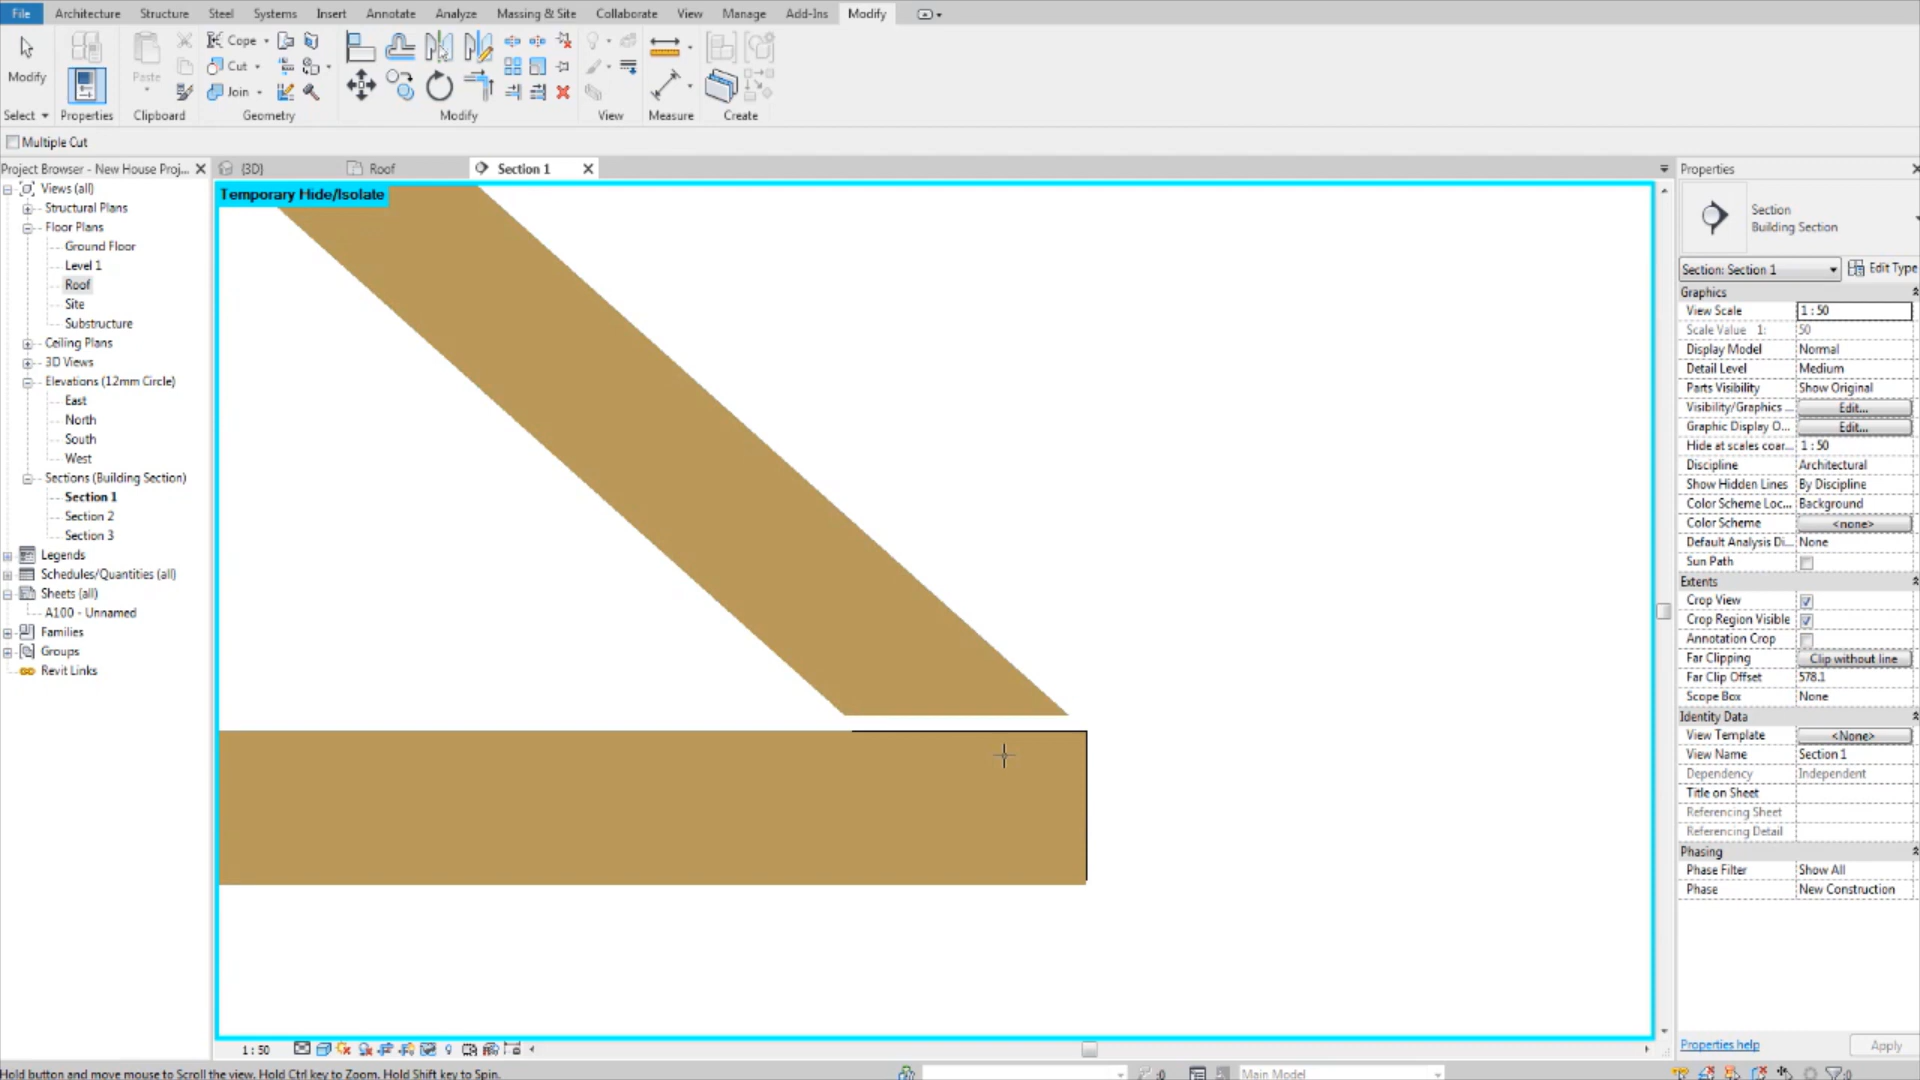 File Architecture Structure Steel Systems Insert Annotate Analyze Massing & Site Collaborate View Manage Add-Ins Modify
Cope
Cut
Join
Modify
Paste
Select Properties Clipboard Geometry Modify View Measure Create
Multiple Cut
Project Browser - New House Proj...
{3D} Roof Section 1
Properties
Temporary Hide/Isolate
Views (all)
Structural Plans
Floor Plans
Ground Floor
Level 1
Roof
Site
Substructure
Ceiling Plans
3D Views
Elevations (12mm Circle)
East
North
South
West
Sections (Building Section)
Section 1
Section 2
Section 3
Legends
Schedules/Quantities (all)
Sheets (all)
A100 - Unnamed
Families
Groups
Revit Links
Section
Building Section
Section: Section 1 Edit Type
Graphics
View Scale 1 : 50
Scale Value 1: 50
Display Model Normal
Detail Level Medium
Parts Visibility Show Original
Visibility/Graphics ... Edit...
Graphic Display O... Edit...
Hide at scales coar... 1 : 50
Discipline Architectural
Show Hidden Lines By Discipline
Color Scheme Loc... Background
Color Scheme <none>
Default Analysis Di... None
Sun Path
Extents
Crop View
Crop Region Visible
Annotation Crop
Far Clipping Clip without line
Far Clip Offset 578.1
Scope Box None
Identity Data
View Template <None>
View Name Section 1
Dependency Independent
Title on Sheet
Referencing Sheet
Referencing Detail
Phasing
Phase Filter Show All
Phase New Construction
Properties help Apply
1 : 50
Hold button and move mouse to Scroll the view. Hold Ctrl key to Zoom. Hold Shift key to Spin.
:0 Main Model :0